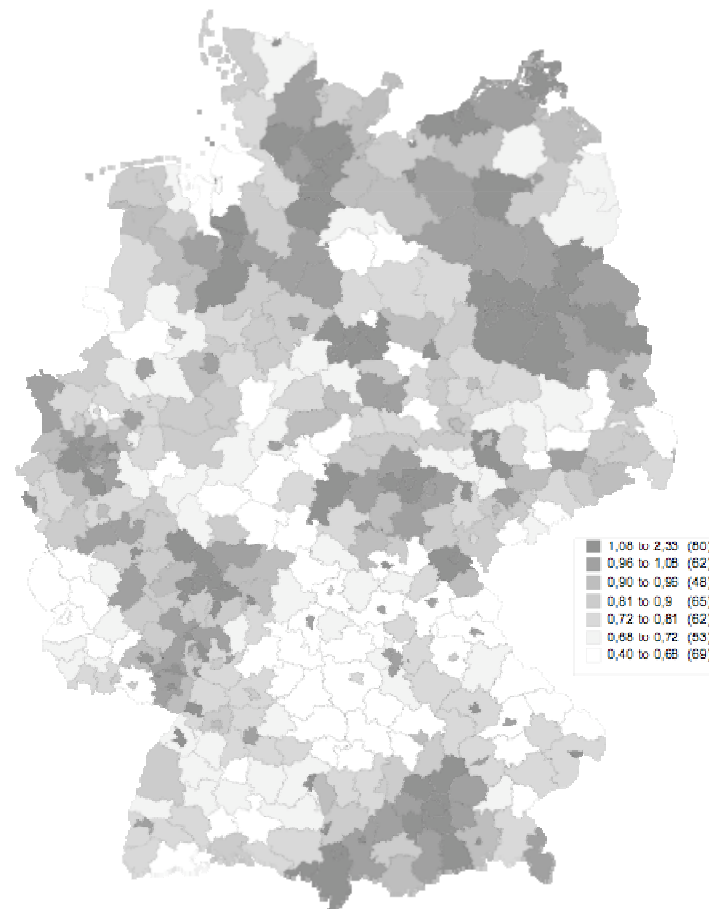 1,08 to 2,33 (80)
0,96 to 1,08 (62)
0,90 to 0,96 (48)
0,81 to 0,9 (65)
0,72 to 0,81 (62)
0,68 to 0,72 (53)
0,40 to 0,68 (69)